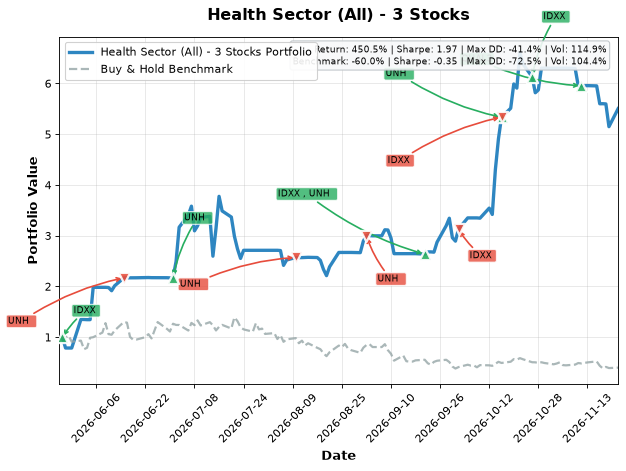 Health Sector (All) - 3 Stocks
IDXX
Health Sector (All) - 3 Stocks Portfolio
Buy & Hold Benchmark
Return: 450.5% | Sharpe: 1.97 | Max DD: -41.4% | Vol: 114.9%
Benchmark: -60.0% | Sharpe: -0.35 | Max DD: -72.5% | Vol: 104.4%
UNH
IDXX
IDXX , UNH
UNH
IDXX
UNH
UNH
IDXX
UNH
Portfolio Value
6
5
4
3
2
1
2026-06-06
2026-06-22
2026-07-08
2026-07-24
2026-08-09
2026-08-25
2026-09-10
2026-09-26
2026-10-12
2026-10-28
2026-11-13
Date